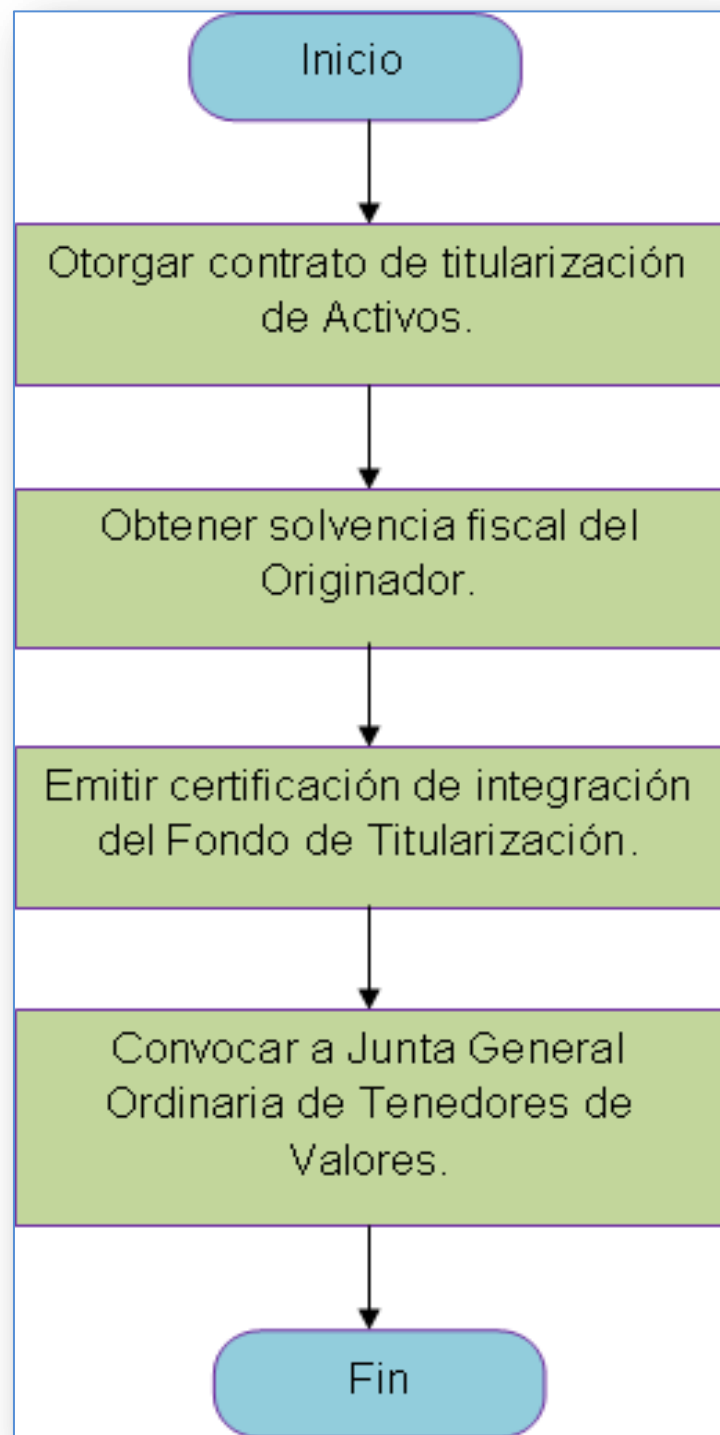 Inicio
Otorgar contrato de titularización
de Activos.
Obtener solvencia fiscal del
Originador.
Emitir certificación de integración
del Fondo de Titularización.
Convocar a Junta General
Ordinaria de Tenedores de
Valores.
Fin